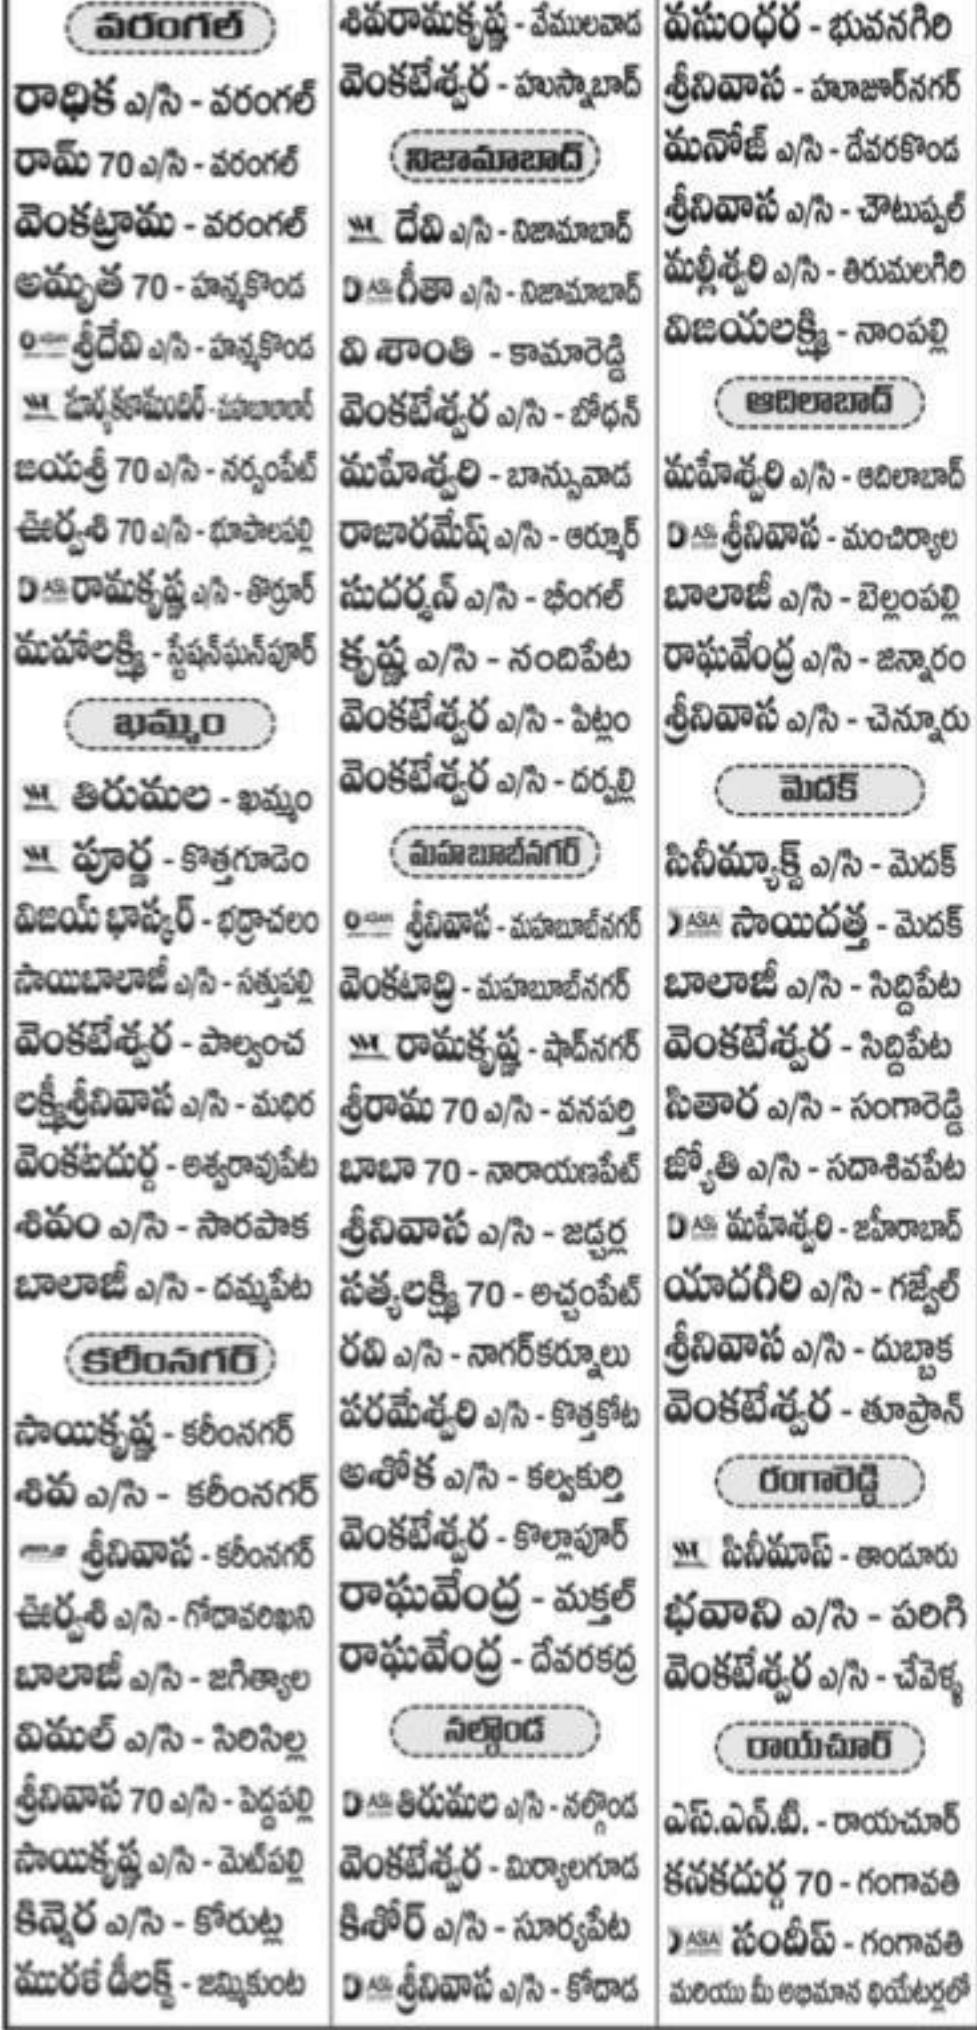 వరంగల్
రాధిక ఎ/సి - వరంగల్
రామ్ 70 ఎ/సి - వరంగల్
వెంకట్రామ - వరంగల్
అమృత 70 - హన్మకొండ
శ్రీదేవి ఎ/సి - హన్మకొండ
జయశ్రీ 70 ఎ/సి - నర్సంపేట్
ఊర్వశి 70 ఎ/సి - భూపాలపల్లి
రామకృష్ణ ఎ/సి - తొర్రూర్
మహాలక్ష్మి - స్టేషన్‌ఘన్‌పూర్
ఖమ్మం
తిరుమల - ఖమ్మం
పూర్ణ - కొత్తగూడెం
విజయ్ భాస్కర్ - భద్రాచలం
సాయిబాలాజీ ఎ/సి - సత్తుపల్లి
వెంకటేశ్వర - పాల్వంచ
లక్ష్మీశ్రీనివాస ఎ/సి - మధిర
వెంకటదుర్గ - అశ్వరావుపేట
శివం ఎ/సి - సారపాక
బాలాజీ ఎ/సి - దమ్మపేట
కరీంనగర్
సాయికృష్ణ - కరీంనగర్
శివ ఎ/సి - కరీంనగర్
శ్రీనివాస - కరీంనగర్
ఊర్వశి ఎ/సి - గోదావరిఖని
బాలాజీ ఎ/సి - జగిత్యాల
విమల్ ఎ/సి - సిరిసిల్ల
శ్రీనివాస 70 ఎ/సి - పెద్దపల్లి
సాయికృష్ణ ఎ/సి - మెట్‌పల్లి
కిన్నెర ఎ/సి - కోరుట్ల
మురళీ డీలక్స్ - జమ్మికుంట
శివరామకృష్ణ - వేములవాడ
వెంకటేశ్వర - హుస్నాబాద్
నిజామాబాద్
దేవి ఎ/సి - నిజామాబాద్
గీతా ఎ/సి - నిజామాబాద్
వి శాంతి - కామారెడ్డి
వెంకటేశ్వర ఎ/సి - బోధన్
మహేశ్వరి - బాన్సువాడ
రాజారమేష్ ఎ/సి - ఆర్మూర్
సుదర్శన్ ఎ/సి - భీంగల్
కృష్ణ ఎ/సి - నందిపేట
వెంకటేశ్వర ఎ/సి - పిట్లం
వెంకటేశ్వర ఎ/సి - దర్పల్లి
మహబూబ్‌నగర్
శ్రీనివాస - మహబూబ్‌నగర్
వెంకటాద్రి - మహబూబ్‌నగర్
రామకృష్ణ - షాద్‌నగర్
శ్రీరామ 70 ఎ/సి - వనపర్తి
బాబా 70 - నారాయణపేట్
శ్రీనివాస ఎ/సి - జడ్చర్ల
సత్యలక్ష్మి 70 - అచ్చంపేట్
రవి ఎ/సి - నాగర్‌కర్నూలు
పరమేశ్వరి ఎ/సి - కొత్తకోట
అశోక ఎ/సి - కల్వకుర్తి
వెంకటేశ్వర - కొల్లాపూర్
రాఘవేంద్ర - మక్తల్
రాఘవేంద్ర - దేవరకద్ర
నల్గొండ
తిరుమల ఎ/సి - నల్గొండ
వెంకటేశ్వర - మిర్యాలగూడ
కిశోర్ ఎ/సి - సూర్యపేట
శ్రీనివాస ఎ/సి - కోదాడ
వసుంధర - భువనగిరి
శ్రీనివాస - హూజూర్‌నగర్
మనోజ్ ఎ/సి - దేవరకొండ
శ్రీనివాస ఎ/సి - చౌటుప్పల్
మల్లీశ్వరి ఎ/సి - తిరుమలగిరి
విజయలక్ష్మి - నాంపల్లి
ఆదిలాబాద్
మహేశ్వరి ఎ/సి - ఆదిలాబాద్
శ్రీనివాస - మంచిర్యాల
బాలాజీ ఎ/సి - బెల్లంపల్లి
రాఘవేంద్ర ఎ/సి - జిన్నారం
శ్రీనివాస ఎ/సి - చెన్నూరు
మెదక్
సినీమ్యాక్స్ ఎ/సి - మెదక్
ASIA సాయిదత్త - మెదక్
బాలాజీ ఎ/సి - సిద్దిపేట
వెంకటేశ్వర - సిద్దిపేట
సితార ఎ/సి - సంగారెడ్డి
జ్యోతి ఎ/సి - సదాశివపేట
మహేశ్వరి - జహీరాబాద్
యాదగిరి ఎ/సి - గజ్వేల్
శ్రీనివాస ఎ/సి - దుబ్బాక
వెంకటేశ్వర - తూప్రాన్
రంగారెడ్డి
సినీమాస్ - తాండూరు
భవాని ఎ/సి - పరిగి
వెంకటేశ్వర ఎ/సి - చేవెళ్ళ
రాయచూర్
ఎస్.ఎన్.టి. - రాయచూర్
కనకదుర్గ 70 - గంగావతి
ASIA సందీప్ - గంగావతి
మరియు మీ అభిమాన థియేటర్లలో